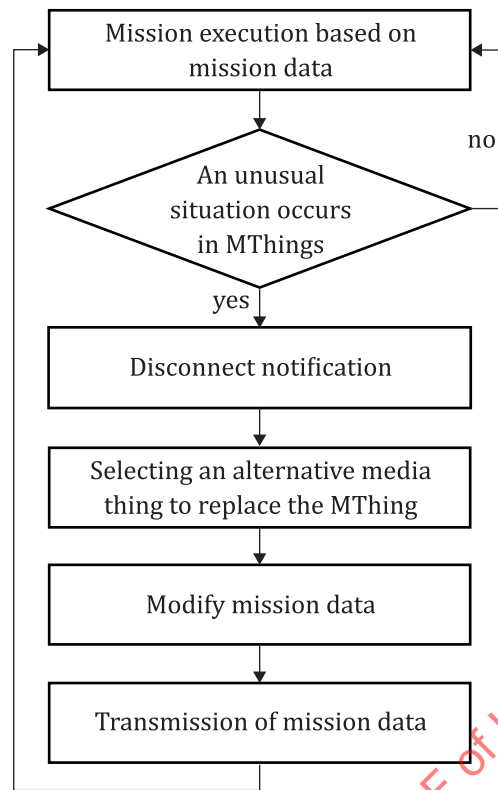 Mission execution based on
mission data
no
An unusual
situation occurs
in MThings
yes
Disconnect notification
Selecting an alternative media
thing to replace the MThing
Modify mission data
Transmission of mission data